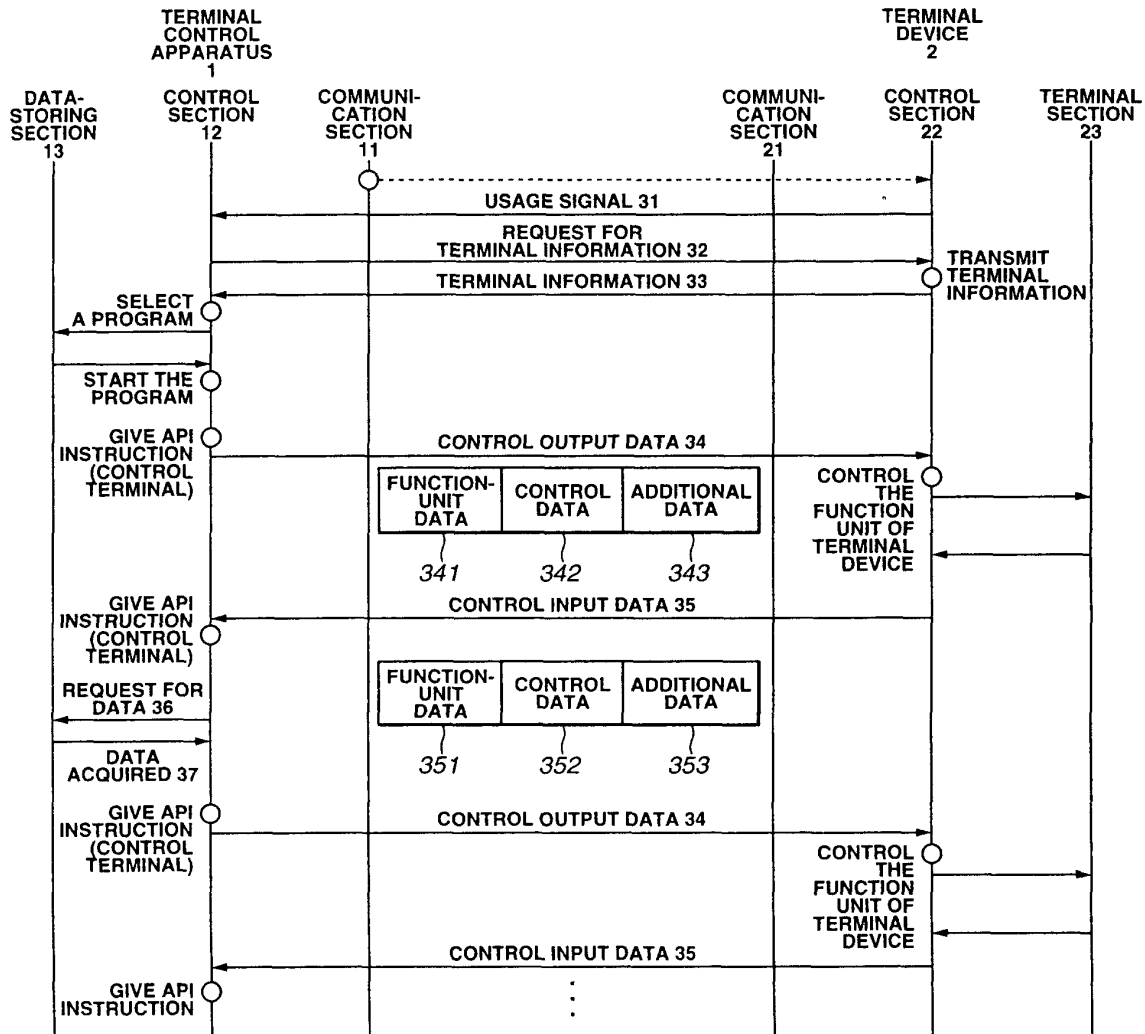 TERMINAL
CONTROL
APPARATUS
1
TERMINAL
DEVICE
2
DATA-
STORING
SECTION
13
CONTROL
SECTION
12
COMMUNI-
CATION
SECTION
11
COMMUNI-
CATION
SECTION
21
CONTROL
SECTION
22
TERMINAL
SECTION
23
USAGE SIGNAL 31
REQUEST FOR
TERMINAL INFORMATION 32
TRANSMIT
TERMINAL
INFORMATION
TERMINAL INFORMATION 33
SELECT
A PROGRAM
START THE
PROGRAM
GIVE API
INSTRUCTION
(CONTROL
TERMINAL)
CONTROL OUTPUT DATA 34
FUNCTION-
UNIT
DATA
CONTROL
DATA
ADDITIONAL
DATA
341
342
343
CONTROL
THE
FUNCTION
UNIT OF
TERMINAL
DEVICE
GIVE API
INSTRUCTION
(CONTROL
TERMINAL)
CONTROL INPUT DATA 35
FUNCTION-
UNIT
DATA
CONTROL
DATA
ADDITIONAL
DATA
351
352
353
REQUEST FOR
DATA 36
DATA
ACQUIRED 37
GIVE API
INSTRUCTION
(CONTROL
TERMINAL)
CONTROL OUTPUT DATA 34
CONTROL
THE
FUNCTION
UNIT OF
TERMINAL
DEVICE
CONTROL INPUT DATA 35
GIVE API
INSTRUCTION